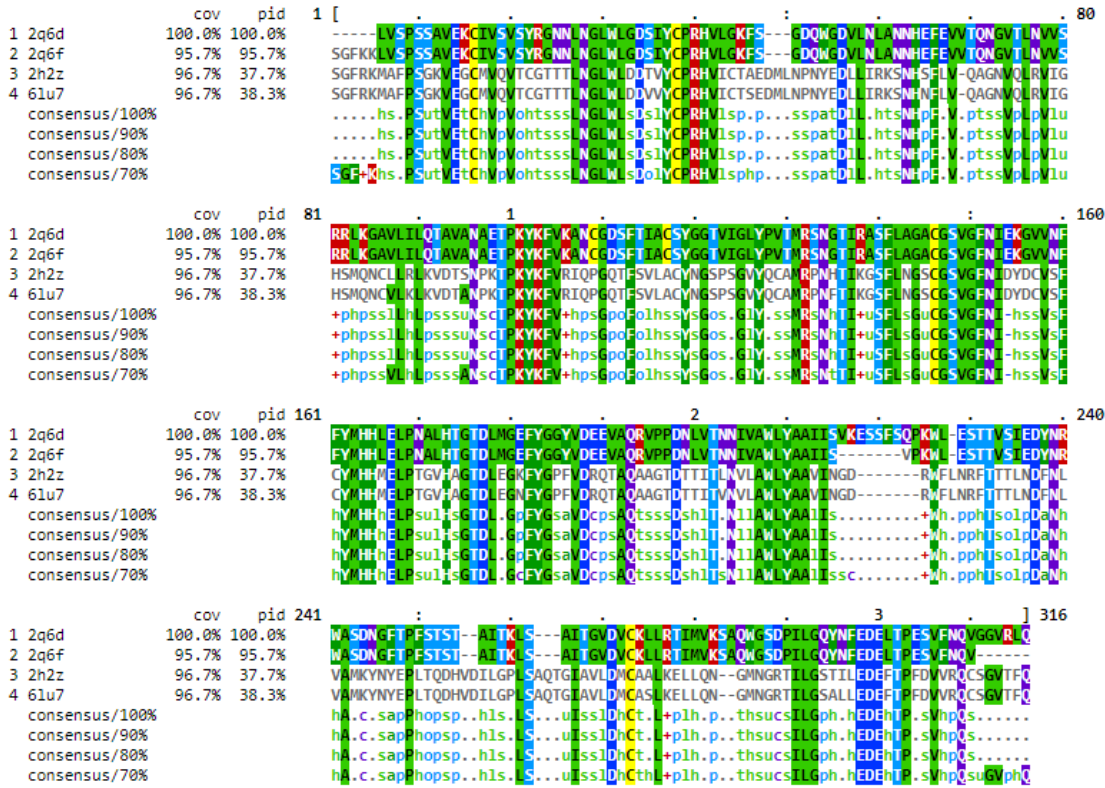 cov pid 1 [ . . . . : . . . 80
1 2q6d 100.0% 100.0% -----LVSPSSAVEKCIVSVSYRGNNLNGLWLGDSIYCPRHVLGKFS---GDQWGDVLNLANNHEFEVVTQNGVTLNVVS
2 2q6f 95.7% 95.7% SGFKKLVSPSSAVEKCIVSVSYRGNNLNGLWLGDSIYCPRHVLGKFS---GDQWGDVLNLANNHEFEVVTQNGVTLNVVS
3 2h2z 96.7% 37.7% SGFRKMAFPSGKVEGCMVQVTCGTTTLNGLWLDDTVYCPRHVICTAEDMLNPNYEDLLIRKSNHSFLV-QAGNVQLRVIG
4 6lu7 96.7% 38.3% SGFRKMAFPSGKVEGCMVQVTCGTTTLNGLWLDDVVYCPRHVICTSEDMLNPNYEDLLIRKSNHNFLV-QAGNVQLRVIG
consensus/100% .....hs.PSutVEtChVpVohtsssLNGLWLsDslYCPRHVlsp.p...sspatDlL.htsNHpF.V.ptssVpLpVlu
consensus/90% .....hs.PSutVEtChVpVohtsssLNGLWLsDslYCPRHVlsp.p...sspatDlL.htsNHpF.V.ptssVpLpVlu
consensus/80% .....hs.PSutVEtChVpVohtsssLNGLWLsDslYCPRHVlsp.p...sspatDlL.htsNHpF.V.ptssVpLpVlu
consensus/70% SGF+Khs.PSutVEtChVpVohtsssLNGLWLsDolYCPRHVlsphp...sspatDlL.htsNHpF.V.ptssVpLpVlu
cov pid 81 . 1 . . . . : . 160
1 2q6d 100.0% 100.0% RRLKGAVLILQTAVANAETPKYKFVKANCGDSFTIACSYGGTVIGLYPVTMRSNGTIRASFLAGACGSVGFNIEKGVVNF
2 2q6f 95.7% 95.7% RRLKGAVLILQTAVANAETPKYKFVKANCGDSFTIACSYGGTVIGLYPVTMRSNGTIRASFLAGACGSVGFNIEKGVVNF
3 2h2z 96.7% 37.7% HSMQNCLLRLKVDTSNPKTPKYKFVRIQPGQTFSVLACYNGSPSGVYQCAMRPNHTIKGSFLNGSCGSVGFNIDYDCVSF
4 6lu7 96.7% 38.3% HSMQNCVLKLKVDTANPKTPKYKFVRIQPGQTFSVLACYNGSPSGVYQCAMRPNFTIKGSFLNGSCGSVGFNIDYDCVSF
consensus/100% +phpsslLhLpsssuNscTPKYKFV+hpsGpoFolhssYsGos.GlY.ssMRsNhTI+uSFLsGuCGSVGFNI-hssVsF
consensus/90% +phpsslLhLpsssuNscTPKYKFV+hpsGpoFolhssYsGos.GlY.ssMRsNhTI+uSFLsGuCGSVGFNI-hssVsF
consensus/80% +phpsslLhLpsssuNscTPKYKFV+hpsGpoFolhssYsGos.GlY.ssMRsNhTI+uSFLsGuCGSVGFNI-hssVsF
consensus/70% +phpssVLhLpsssANscTPKYKFV+hpsGpoFolhssYsGos.GlY.ssMRsNtTI+uSFLsGuCGSVGFNI-hssVsF
cov pid 161 . . . 2 . . . 240
1 2q6d 100.0% 100.0% FYMHHLELPNALHTGTDLMGEFYGGYVDEEVAQRVPPDNLVTNNIVAWLYAAIISVKESSFSQPKWL-ESTTVSIEDYNR
2 2q6f 95.7% 95.7% FYMHHLELPNALHTGTDLMGEFYGGYVDEEVAQRVPPDNLVTNNIVAWLYAAIIS--------VPKWL-ESTTVSIEDYNR
3 2h2z 96.7% 37.7% CYMHHMELPTGVHAGTDLEGKFYGPFVDRQTAQAAGTDTTITLNVLAWLYAAVINGD-------RWFLNRFTTTLNDFNL
4 6lu7 96.7% 38.3% CYMHHMELPTGVHAGTDLEGNFYGPFVDRQTAQAAGTDTTITVNVLAWLYAAVINGD-------RWFLNRFTTTLNDFNL
consensus/100% hYMHHhELPsulHsGTDL.GpFYGsaVDcpsAQtsssDshlT.NllAWLYAAlIs.........+Wh.pphTsolpDaNh
consensus/90% hYMHHhELPsulHsGTDL.GpFYGsaVDcpsAQtsssDshlT.NllAWLYAAlIs.........+Wh.pphTsolpDaNh
consensus/80% hYMHHhELPsulHsGTDL.GpFYGsaVDcpsAQtsssDshlT.NllAWLYAAlIs.........+Wh.pphTsolpDaNh
consensus/70% hYMHHhELPsulHsGTDL.GcFYGsaVDcpsAQtsssDshlTsNllAWLYAAlIssc.......+Wh.pphTsolpDaNh
cov pid 241 : . . . . 3 . ] 316
1 2q6d 100.0% 100.0% WASDNGFTPFSTST--AITKLS---AITGVDVCKLLRTIMVKSAQWGSDPILGQYNFEDELTPESVFNQVGGVRLQ
2 2q6f 95.7% 95.7% WASDNGFTPFSTST--AITKLS---AITGVDVCKLLRTIMVKSAQWGSDPILGQYNFEDELTPESVFNQV------
3 2h2z 96.7% 37.7% VAMKYNYEPLTQDHVDILGPLSAQTGIAVLDMCAALKELLQN--GMNGRTILGSTILEDEFTPFDVVRQCSGVTFQ
4 6lu7 96.7% 38.3% VAMKYNYEPLTQDHVDILGPLSAQTGIAVLDMCASLKELLQN--GMNGRTILGSALLEDEFTPFDVVRQCSGVTFQ
consensus/100% hA.c.sapPhopsp..hls.LS...uIssLDhCt.L+plh.p..thsucsILGph.hEDEhTP.sVhpQs......
consensus/90% hA.c.sapPhopsp..hls.LS...uIssLDhCt.L+plh.p..thsucsILGph.hEDEhTP.sVhpQs......
consensus/80% hA.c.sapPhopsp..hls.LS...uIssLDhCt.L+plh.p..thsucsILGph.hEDEhTP.sVhpQs......
consensus/70% hA.c.sapPhopsp..hls.LS...uIsslDhCthL+plh.p..thsucsILGph.hEDEhTP.sVhpQsuGVphQ